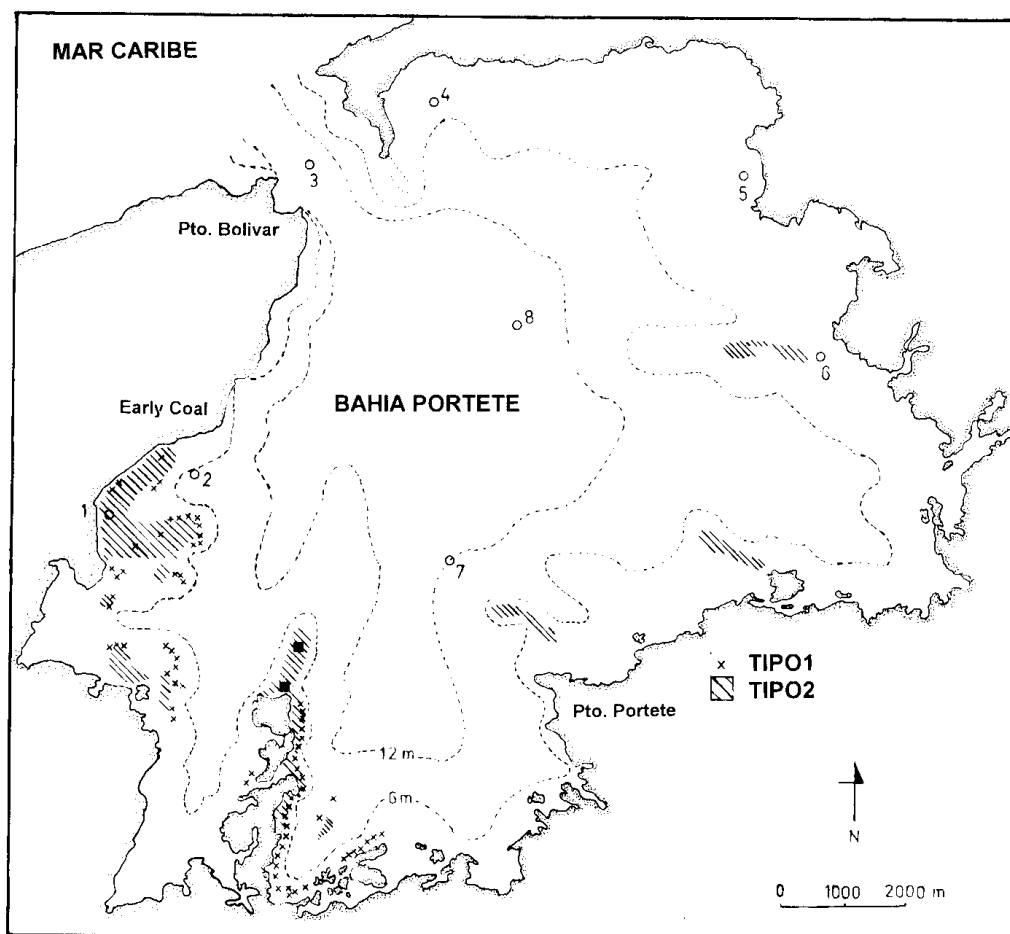 MAR CARIBE
4
3
5
Pto. Bolivar
8
6
Early Coal
BAHIA PORTETE
2
1
7
x TIPO1
TIPO2
Pto. Portete
12 m
6 m
N
0 1000 2000 m